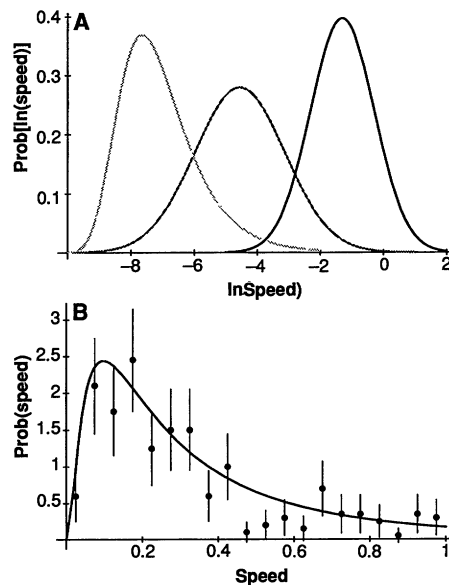 A
Prob[ln(speed)]
0.4
0.3
0.2
0.1
−8 −6 −4 −2 0 2
lnSpeed)
B
Prob(speed)
3
2.5
2
1.5
1
0.5
0.2 0.4 0.6 0.8 1
Speed